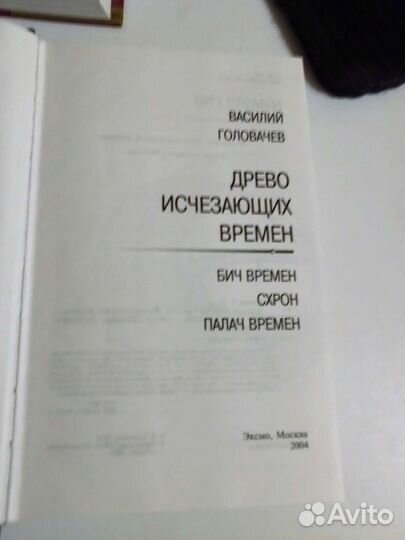 ВАСИЛИЙ
ГОЛОВАЧЕВ
ДРЕВО
ИСЧЕЗАЮЩИХ
ВРЕМЕН
БИЧ ВРЕМЕН
СХРОН
ПАЛАЧ ВРЕМЕН
Эксмо, Москва
2004
Avito